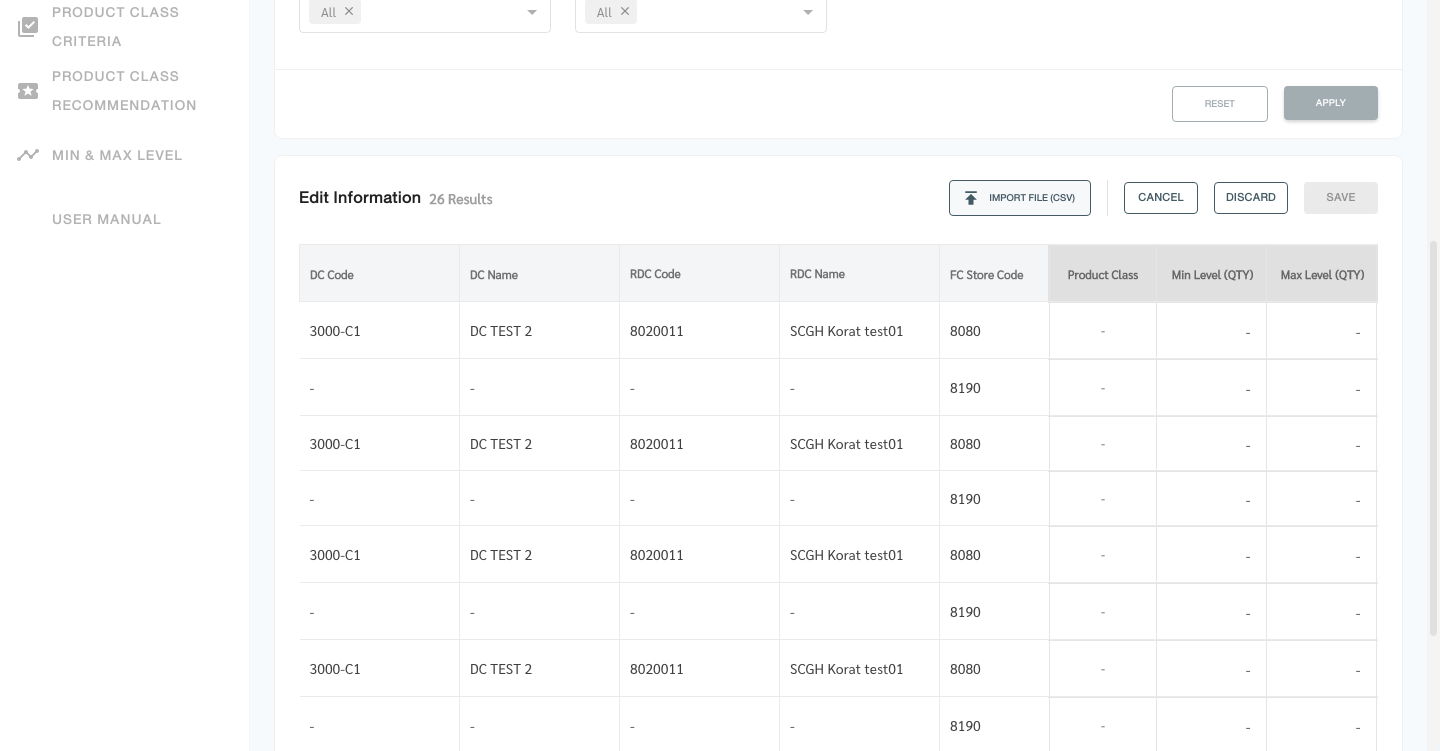 PRODUCT CLASS
CRITERIA
PRODUCT CLASS
RECOMMENDATION
MIN & MAX LEVEL
USER MANUAL
All All
RESET APPLY
Edit Information 26 Results IMPORT FILE (CSV) CANCEL DISCARD SAVE
DC Code DC Name RDC Code RDC Name FC Store Code Product Class Min Level (QTY) Max Level (QTY)
3000-C1 DC TEST 2 8020011 SCGH Korat test01 8080 - - -
- - - - 8190 - - -
3000-C1 DC TEST 2 8020011 SCGH Korat test01 8080 - - -
- - - - 8190 - - -
3000-C1 DC TEST 2 8020011 SCGH Korat test01 8080 - - -
- - - - 8190 - - -
3000-C1 DC TEST 2 8020011 SCGH Korat test01 8080 - - -
- - - - 8190 - - -